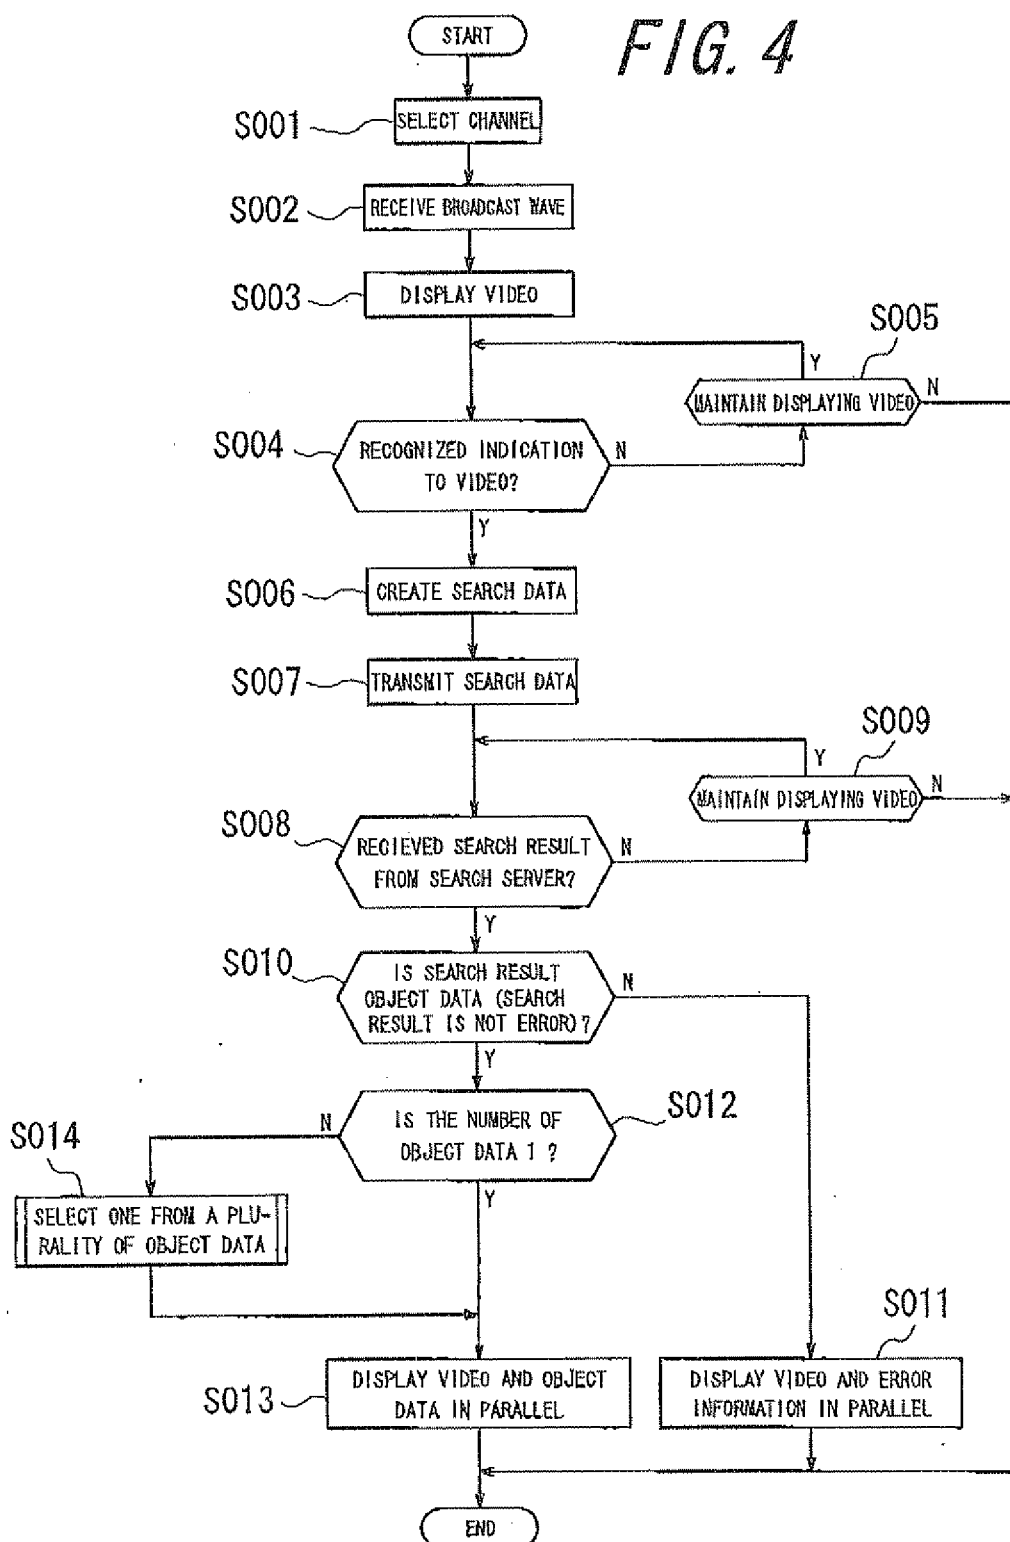 START
FIG. 4
S001
SELECT CHANNEL
S002
RECEIVE BROADCAST WAVE
S003
DISPLAY VIDEO
S005
Y
MAINTAIN DISPLAYING VIDEO
N
S004
RECOGNIZED INDICATION
TO VIDEO?
N
Y
S006
CREATE SEARCH DATA
S007
TRANSMIT SEARCH DATA
S009
Y
MAINTAIN DISPLAYING VIDEO
N
S008
RECIEVED SEARCH RESULT
FROM SEARCH SERVER?
N
Y
S010
IS SEARCH RESULT
OBJECT DATA (SEARCH
RESULT IS NOT ERROR)?
N
Y
S012
IS THE NUMBER OF
OBJECT DATA 1 ?
N
Y
S014
SELECT ONE FROM A PLU-
RALITY OF OBJECT DATA
S011
S013
DISPLAY VIDEO AND OBJECT
DATA IN PARALLEL
DISPLAY VIDEO AND ERROR
INFORMATION IN PARALLEL
END